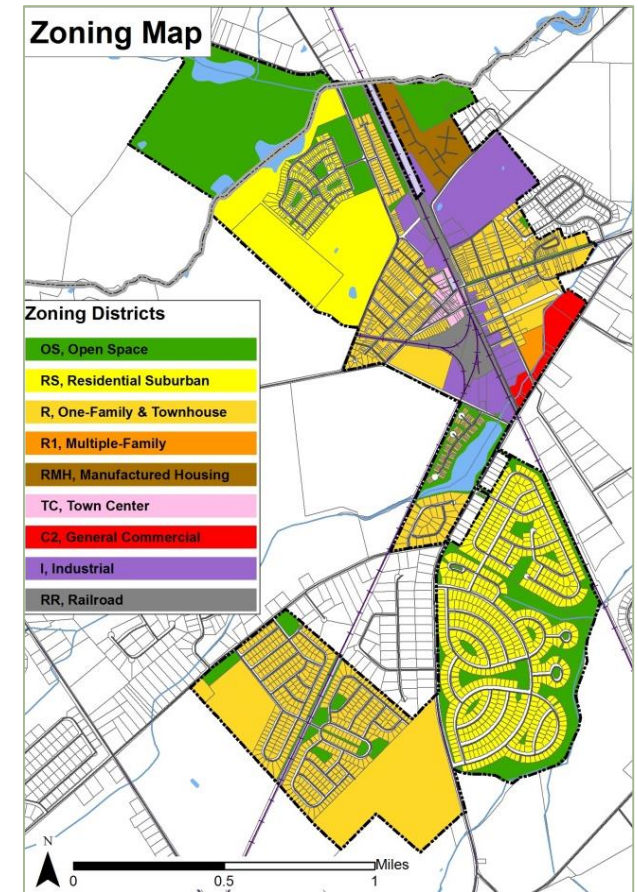 Zoning Map
Zoning Districts
OS, Open Space
RS, Residential Suburban
R, One-Family & Townhouse
R1, Multiple-Family
RMH, Manufactured Housing
TC, Town Center
C2, General Commercial
I, Industrial
RR, Railroad
N
Miles
0 0.5 1